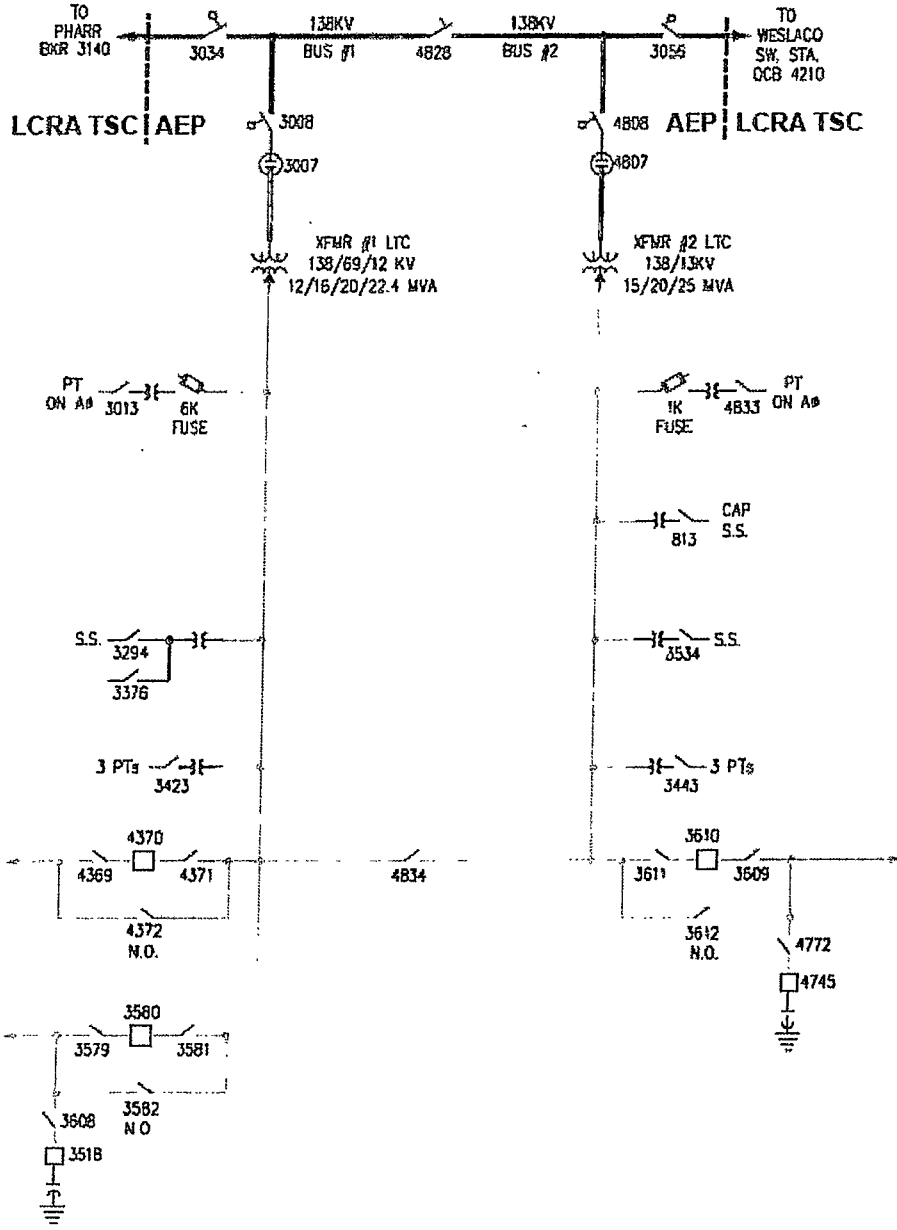 TO
PHARR
BKR 3140
3034
138KV
BUS #1
4828
138KV
BUS #2
3056
TO
WESLACO
SW. STA.
OCB 4210
LCRA TSC
AEP
AEP
LCRA TSC
3008
3007
4808
4807
XFMR #1 LTC
138/69/12 KV
12/16/20/22.4 MVA
XFMR #2 LTC
138/13KV
15/20/25 MVA
PT
ON AØ
3013
6K
FUSE
1K
FUSE
4833
PT
ON AØ
813
CAP
S.S.
S.S.
3294
3376
3534
S.S.
3 PTs
3423
3443
3 PTs
4370
4369
4371
4372
N.O.
4834
3610
3611
3609
3612
N.O.
4772
4745
3580
3579
3581
3582
N O
3608
3518